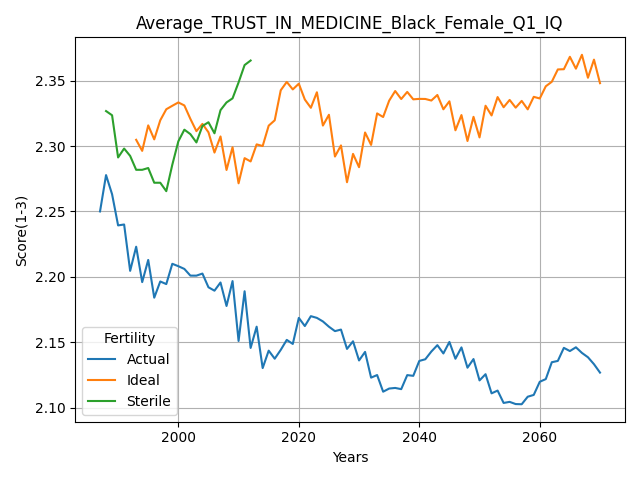 Average_TRUST_IN_MEDICINE_Black_Female_Q1_IQ
Score(1-3)
2.35
2.30
2.25
2.20
2.15
2.10
Fertility
Actual
Ideal
Sterile
2000 2020 2040 2060
Years